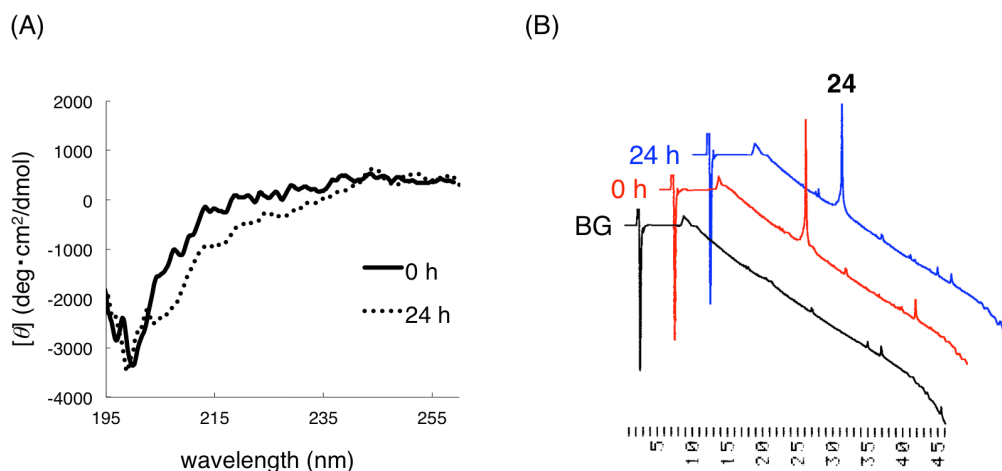 (A)
2000
1000
0
-1000
-2000
-3000
-4000
195
215
235
255
[θ] (deg・cm²/dmol)
wavelength (nm)
0 h
24 h
(B)
24
24 h
0 h
BG
5
10
15
20
25
30
35
40
45